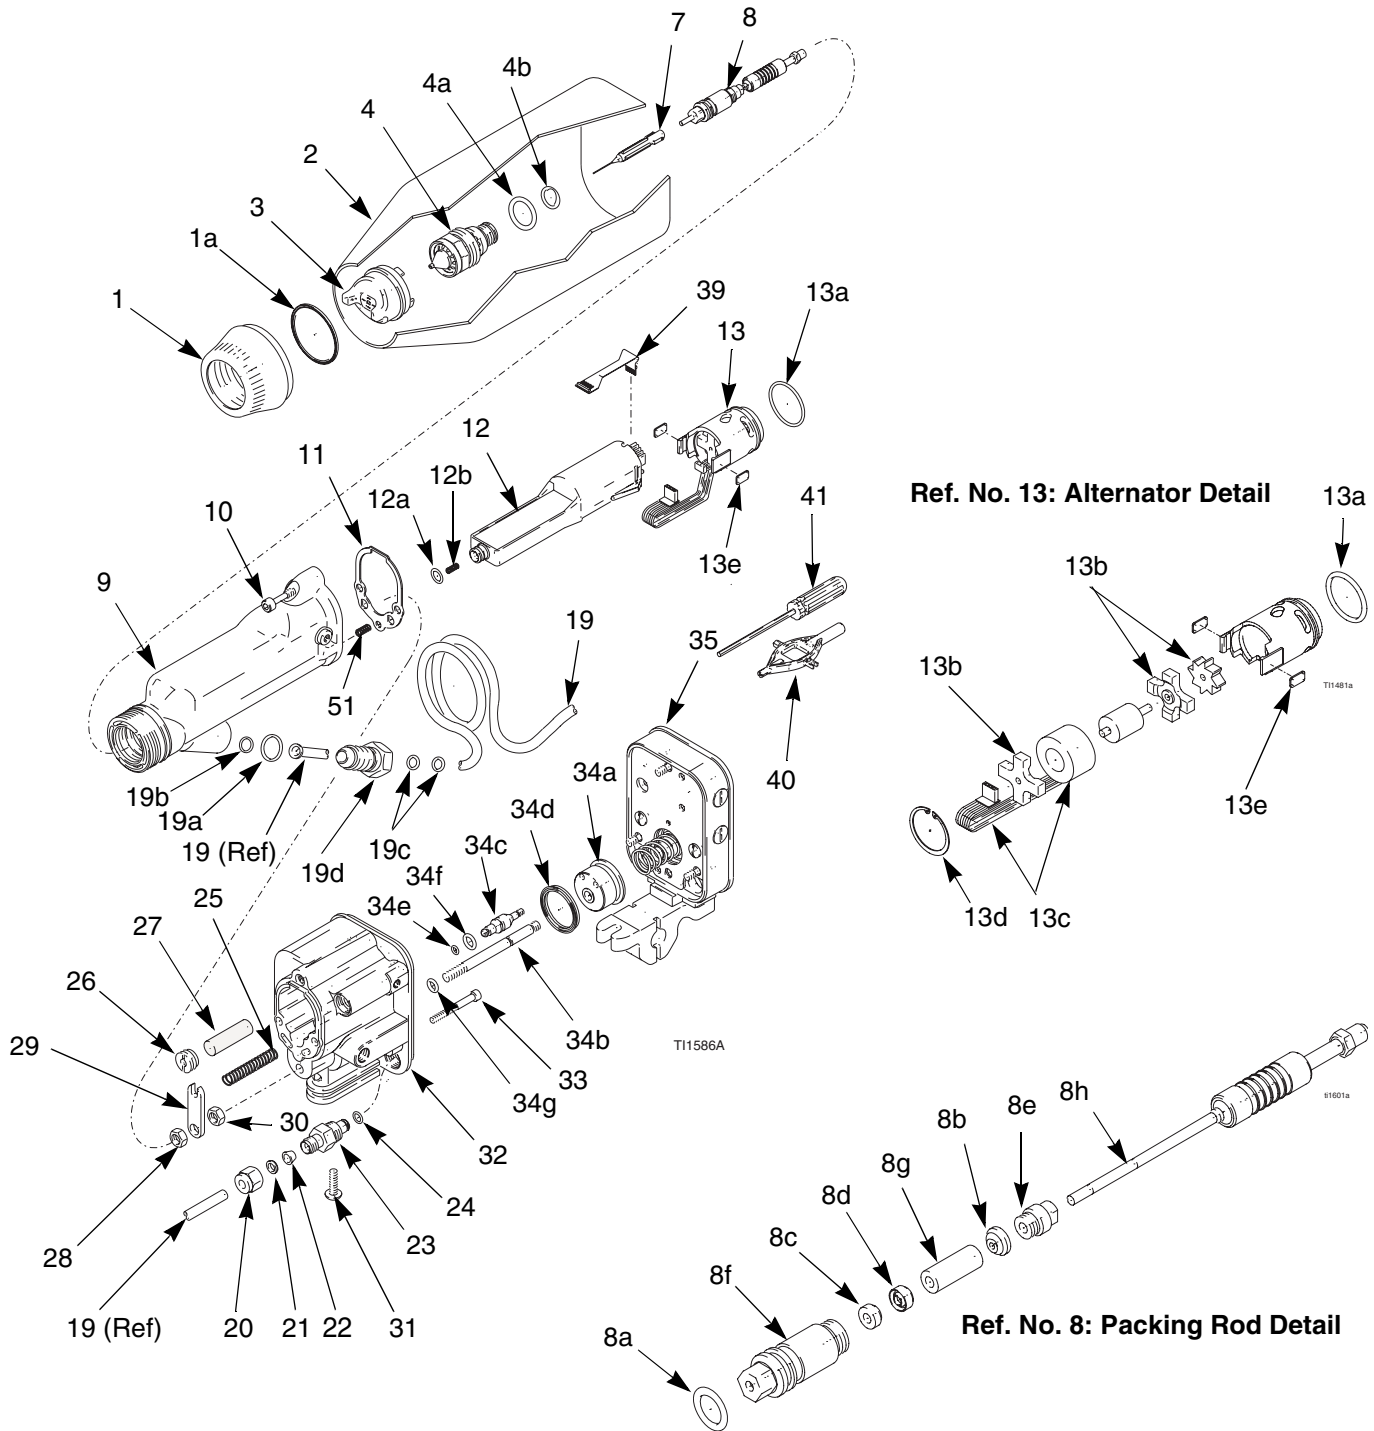 7
8
4b
4a
4
2
3
1a
1
39
13a
13
12
11
12b
12a
10
41
Ref. No. 13: Alternator Detail
13a
13e
13b
9
19
35
TI1481a
13b
51
40
13e
19b
34a
19a
34d
19 (Ref)
19c
34c
19d
34f
13d
13c
25
34e
27
26
29
34b
TI1586A
33
34g
8h
ti1601a
30
8e
32
8b
8g
24
8d
28
23
8c
8f
19 (Ref)
20
21
22
31
Ref. No. 8: Packing Rod Detail
8a